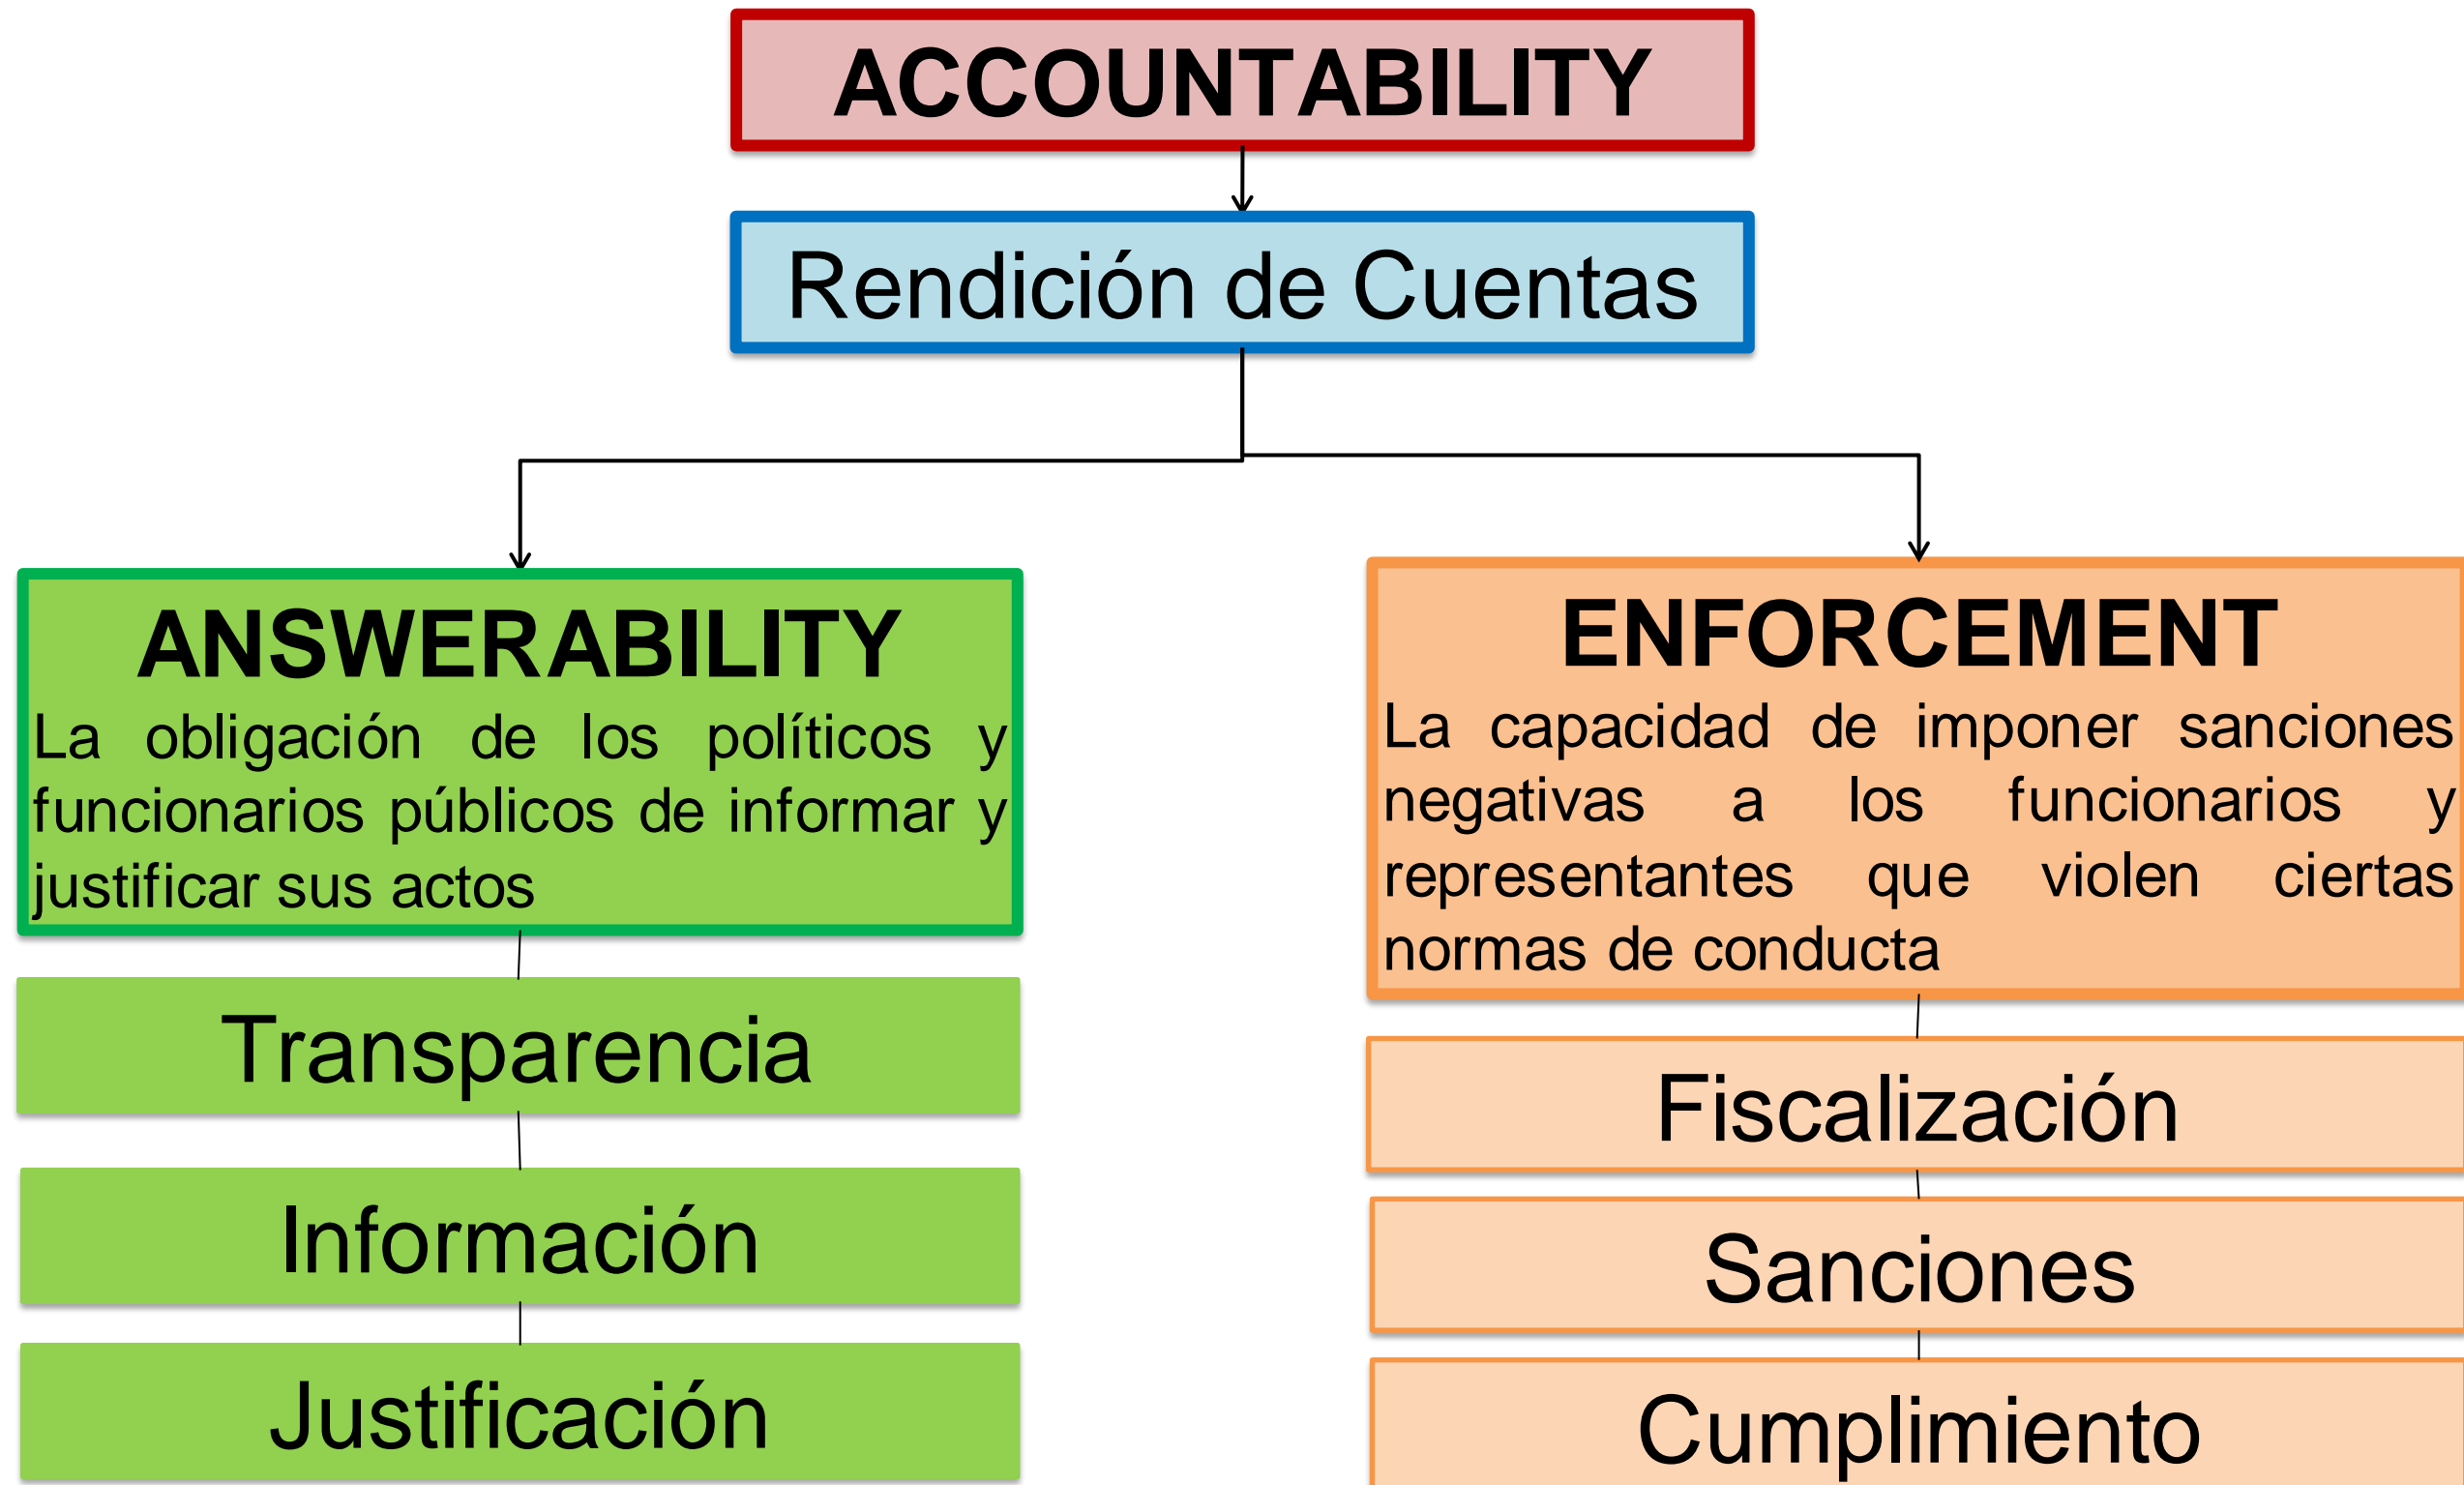 ACCOUNTABILITY
Rendición de Cuentas
ANSWERABILITY
La obligación de los políticos y
funcionarios públicos de informar y
justificar sus actos
Transparencia
Información
Justificación
ENFORCEMENT
La capacidad de imponer sanciones
negativas a los funcionarios y
representantes que violen ciertas
normas de conducta
Fiscalización
Sanciones
Cumplimiento